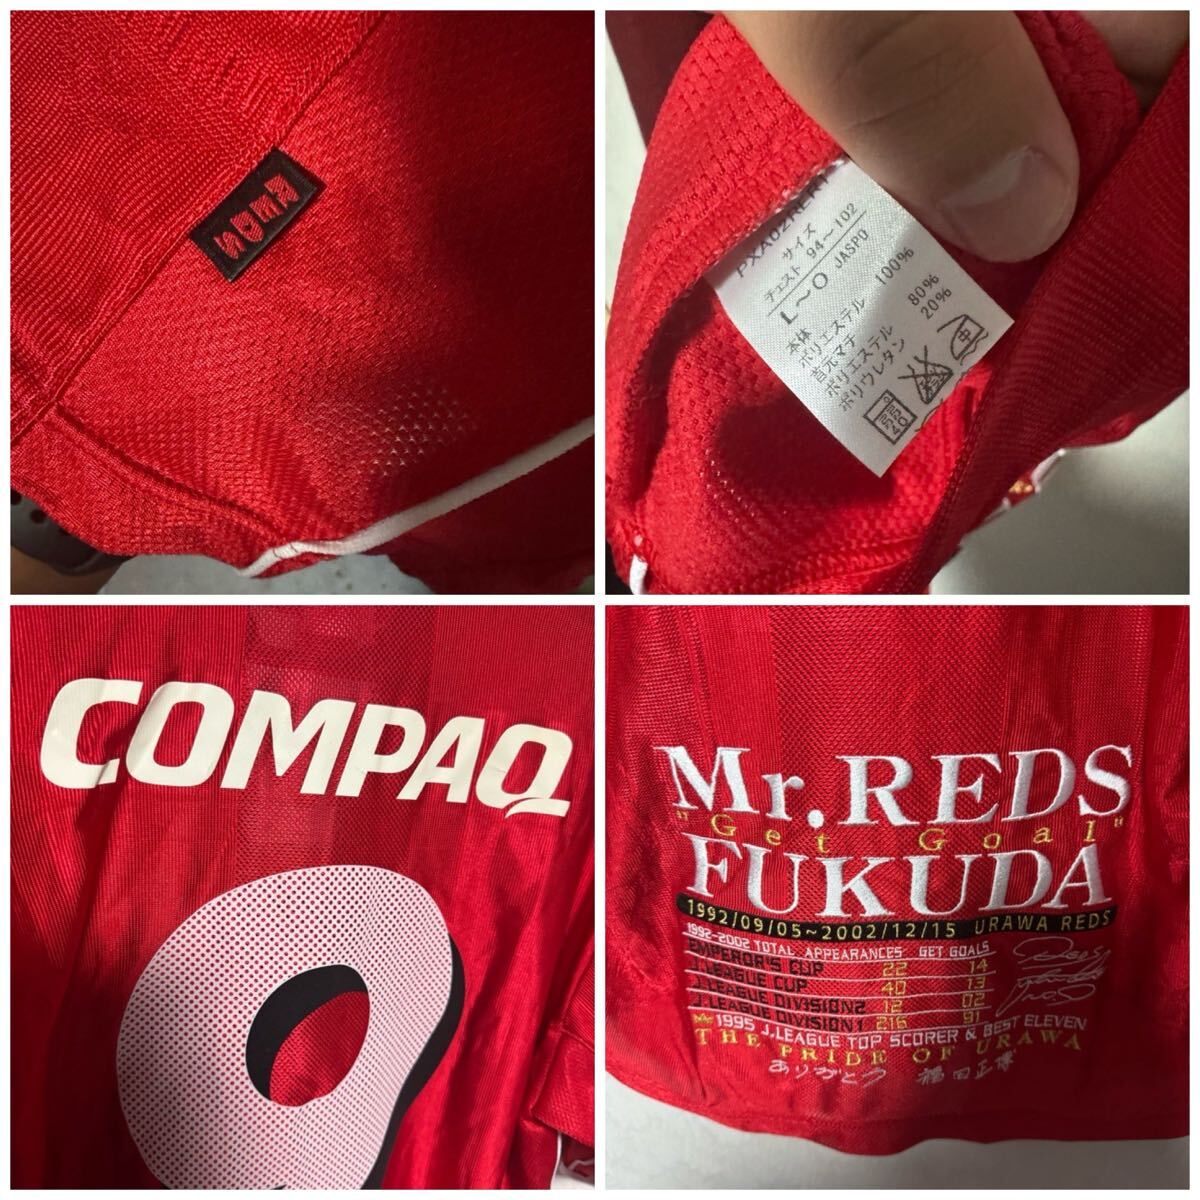 サイズ
チェスト 94～102
L～O JASPO
本体
ポリエステル 100%
首元マチ
ポリエステル 80%
ポリウレタン 20%
中
COMPAQ
9
Mr.REDS
"Get Goal"
FUKUDA
1992/09/05~2002/12/15 URAWA REDS
1992-2002 TOTAL APPEARANCES GET GOALS
EMPEROR'S CUP 22 14
J.LEAGUE CUP 40 13
J.LEAGUE DIVISION2 12 02
J.LEAGUE DIVISION1 216 91
1995 J.LEAGUE TOP SCORER & BEST ELEVEN
THE PRIDE OF URAWA
ありがとう 福田正博